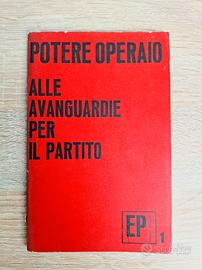 POTERE OPERAIO
ALLE
AVANGUARDIE
PER
IL PARTITO
EP
1